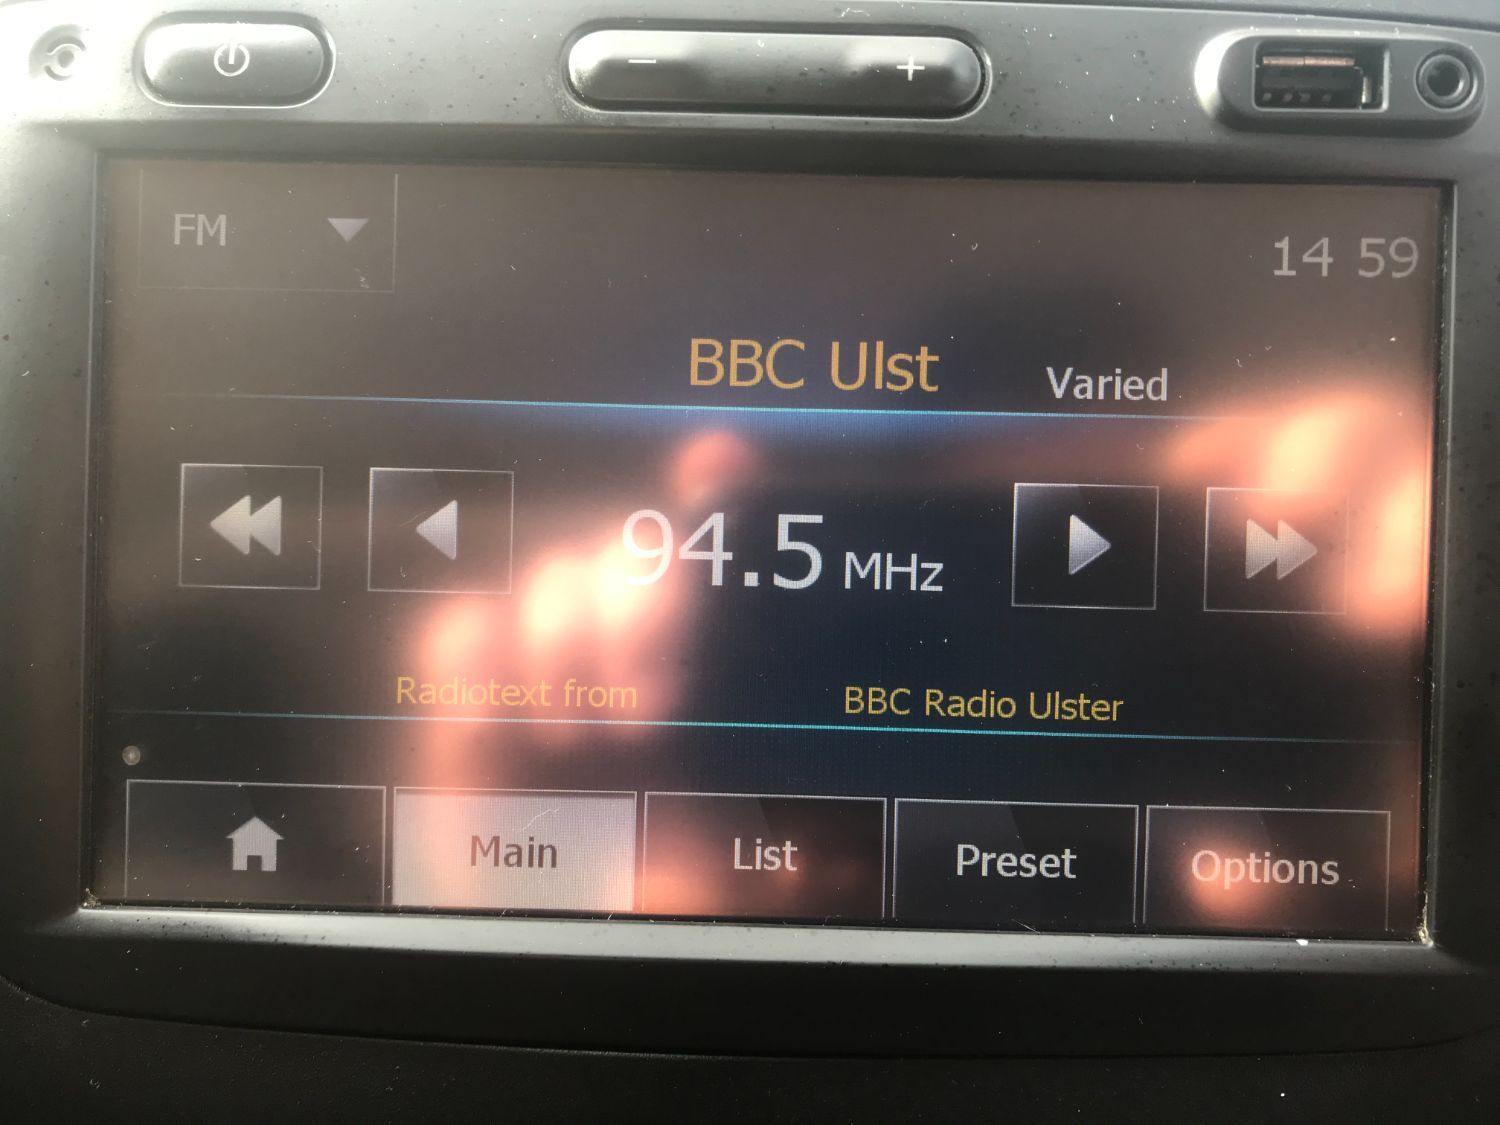 FM
14 59
BBC Ulst Varied
94.5 MHz
Radiotext from BBC Radio Ulster
Main List Preset Options